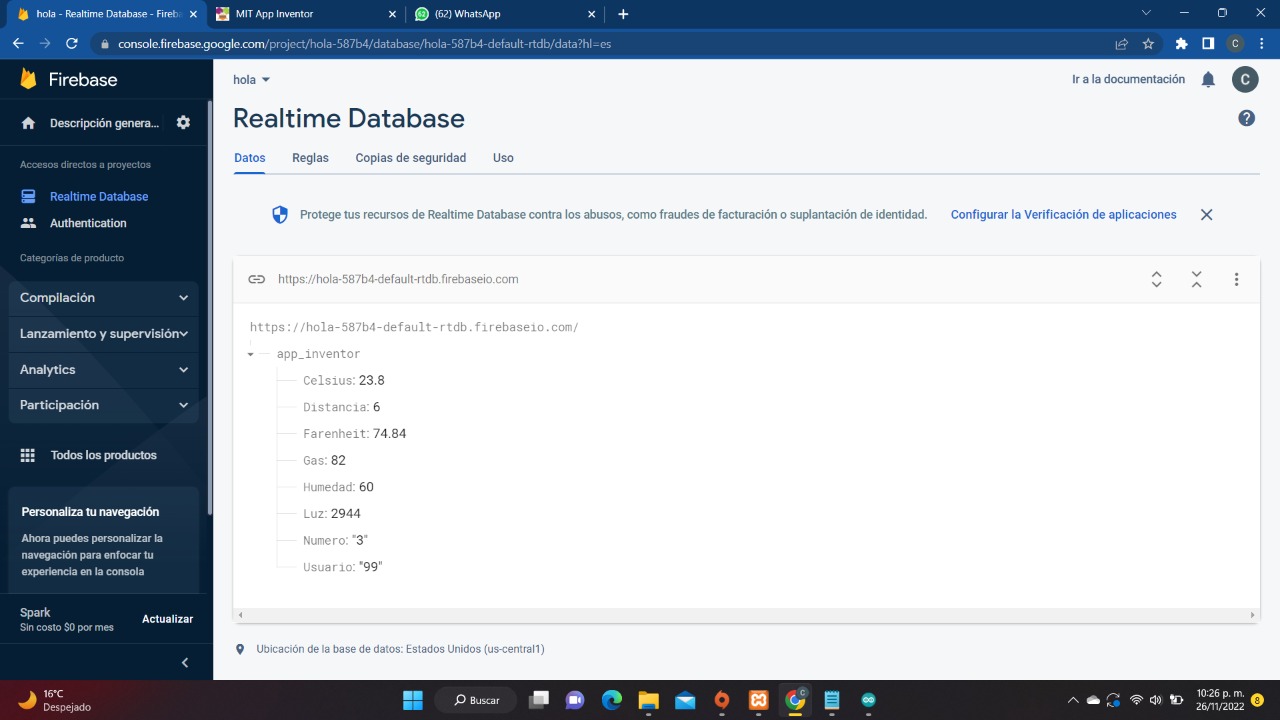 hola - Realtime Database - Fireba
MIT App Inventor
(62) WhatsApp
console.firebase.google.com/project/hola-587b4/database/hola-587b4-default-rtdb/data?hl=es
C
Firebase
hola
Ir a la documentación
C
Realtime Database
Descripción genera...
Datos
Reglas
Copias de seguridad
Uso
Accesos directos a proyectos
Realtime Database
Authentication
Protege tus recursos de Realtime Database contra los abusos, como fraudes de facturación o suplantación de identidad.
Configurar la Verificación de aplicaciones
Categorías de producto
Compilación
Lanzamiento y supervisión
Analytics
Participación
Todos los productos
Personaliza tu navegación
Ahora puedes personalizar la
navegación para enfocar tu
experiencia en la consola
Spark
Sin costo $0 por mes
Actualizar
https://hola-587b4-default-rtdb.firebaseio.com
https://hola-587b4-default-rtdb.firebaseio.com/
app_inventor
Celsius: 23.8
Distancia: 6
Farenheit: 74.84
Gas: 82
Humedad: 60
Luz: 2944
Numero: "3"
Usuario: "99"
Ubicación de la base de datos: Estados Unidos (us-central1)
16°C
Despejado
Buscar
10:26 p. m.
26/11/2022
8